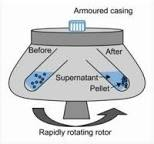 Armoured casing
Before
After
Supernatant
Pellet
Rapidly rotating rotor